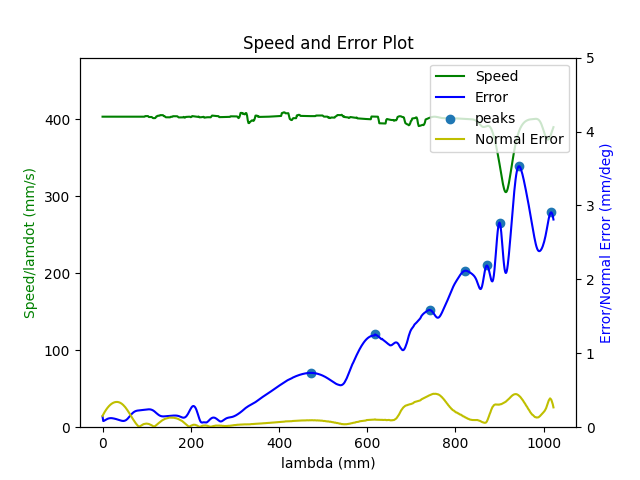 Speed and Error Plot
Speed
Error
peaks
Normal Error
Speed/lamdot (mm/s)
400
300
200
100
0
5
4
3
2
1
0
Error/Normal Error (mm/deg)
0
200
400
600
800
1000
lambda (mm)